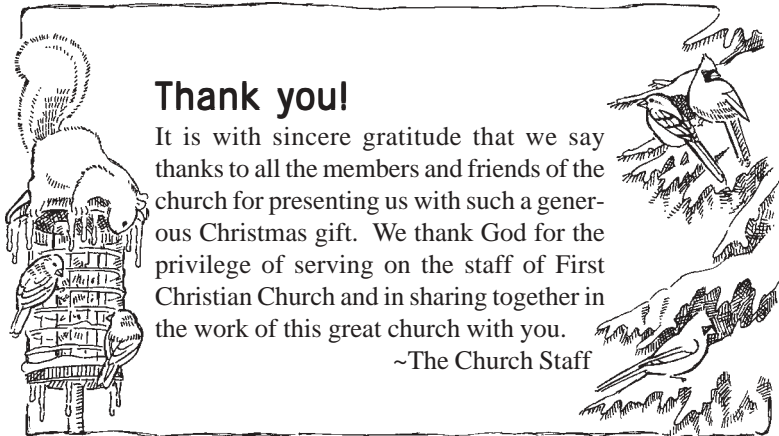 Thank you!
It is with sincere gratitude that we say
thanks to all the members and friends of the
church for presenting us with such a gener-
ous Christmas gift.  We thank God for the
privilege of serving on the staff of First
Christian Church and in sharing together in
the work of this great church with you.
~The Church Staff